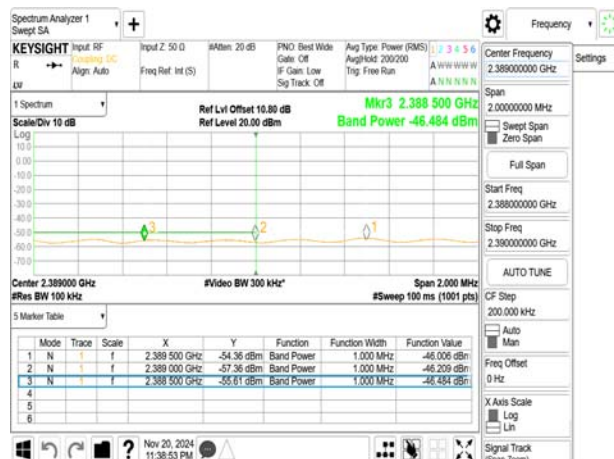 Spectrum Analyzer 1
Swept SA
Frequency
KEYSIGHT
Input: RF
Coupling: DC
Align: Auto
Input Z: 50 Ω
Freq Ref: Int (S)
#Atten: 20 dB
PNO: Best Wide
Gate: Off
IF Gain: Low
Sig Track: Off
Avg Type: Power (RMS)
Avg|Hold: 200/200
Trig: Free Run
1 2 3 4 5 6
A W W W W W
A N N N N N
R
1 Spectrum
Scale/Div 10 dB
Log
Ref Lvl Offset 10.80 dB
Ref Level 20.00 dBm
Mkr3 2.388 500 GHz
Band Power -46.484 dBm
10.0
0.00
-10.0
-20.0
-30.0
-40.0
-50.0
-60.0
-70.0
3
2
1
Center 2.389000 GHz
#Res BW 100 kHz
#Video BW 300 kHz*
Span 2.000 MHz
#Sweep 100 ms (1001 pts)
5 Marker Table
Mode Trace Scale X Y Function Function Width Function Value
1 N 1 f 2.389 500 GHz -54.36 dBm Band Power 1.000 MHz -46.006 dBm
2 N 1 f 2.389 000 GHz -57.36 dBm Band Power 1.000 MHz -46.209 dBm
3 N 1 f 2.388 500 GHz -55.61 dBm Band Power 1.000 MHz -46.484 dBm
4
5
6
Nov 20, 2024
11:38:53 PM
Center Frequency
2.389000000 GHz
Settings
Span
2.00000000 MHz
Swept Span
Zero Span
Full Span
Start Freq
2.388000000 GHz
Stop Freq
2.390000000 GHz
AUTO TUNE
CF Step
200.000 kHz
Auto
Man
Freq Offset
0 Hz
X Axis Scale
Log
Lin
Signal Track
(Span Zoom)